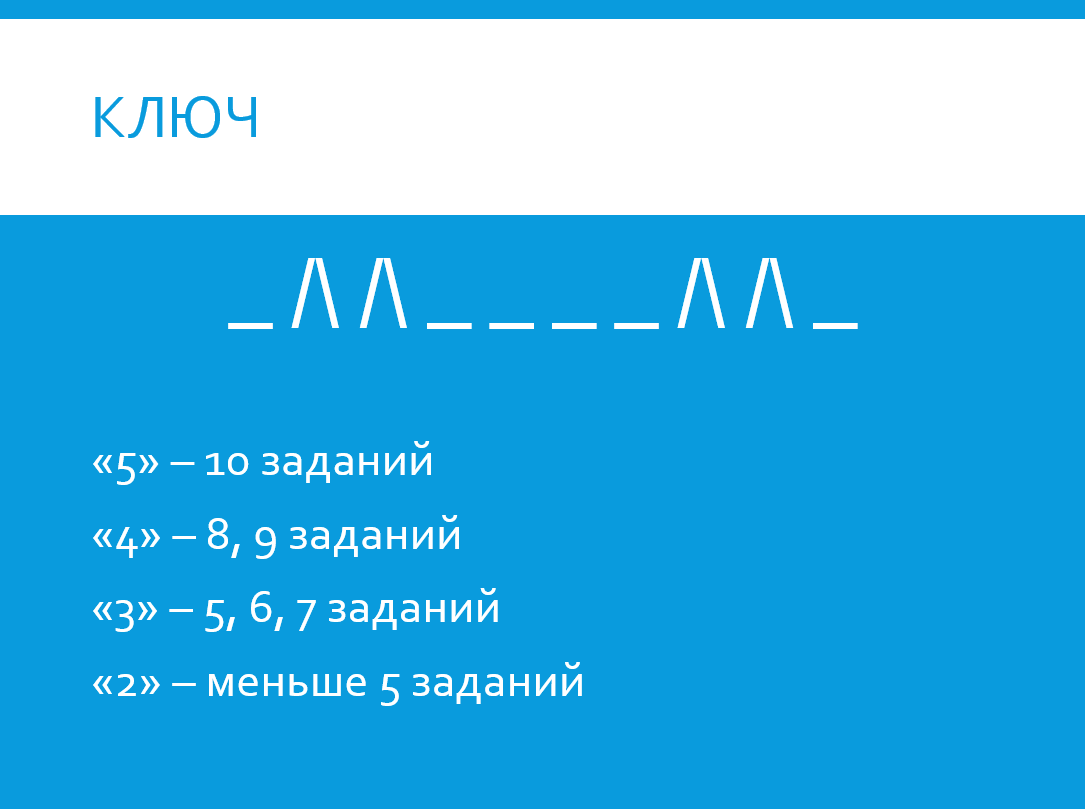 КЛЮЧ
_ /\ /\ _ _ _ _ /\ /\ _
«5» – 10 заданий
«4» – 8, 9 заданий
«3» – 5, 6, 7 заданий
«2» – меньше 5 заданий